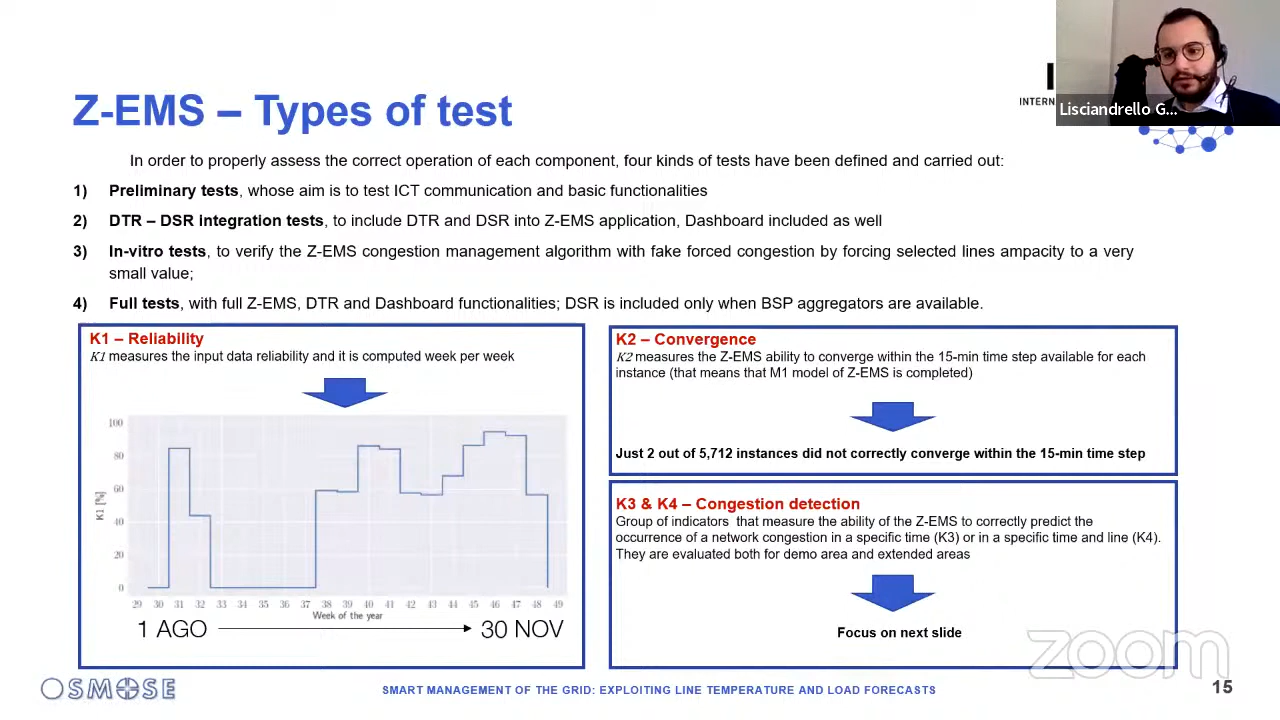 Z-EMS – Types of test
INTERN
Lisciandrello G...
In order to properly assess the correct operation of each component, four kinds of tests have been defined and carried out:
1) Preliminary tests, whose aim is to test ICT communication and basic functionalities
2) DTR – DSR integration tests, to include DTR and DSR into Z-EMS application, Dashboard included as well
3) In-vitro tests, to verify the Z-EMS congestion management algorithm with fake forced congestion by forcing selected lines ampacity to a very
small value;
4) Full tests, with full Z-EMS, DTR and Dashboard functionalities; DSR is included only when BSP aggregators are available.
K1 – Reliability
K1 measures the input data reliability and it is computed week per week
100
80
60
40
20
0
K1 [%]
29 30 31 32 33 34 35 36 37 38 39 40 41 42 43 44 45 46 47 48 49
Week of the year
1 AGO 30 NOV
K2 – Convergence
K2 measures the Z-EMS ability to converge within the 15-min time step available for each
instance (that means that M1 model of Z-EMS is completed)
Just 2 out of 5,712 instances did not correctly converge within the 15-min time step
K3 & K4 – Congestion detection
Group of indicators that measure the ability of the Z-EMS to correctly predict the
occurrence of a network congestion in a specific time (K3) or in a specific time and line (K4).
They are evaluated both for demo area and extended areas
Focus on next slide
zoom
OSMOSE
SMART MANAGEMENT OF THE GRID: EXPLOITING LINE TEMPERATURE AND LOAD FORECASTS
15